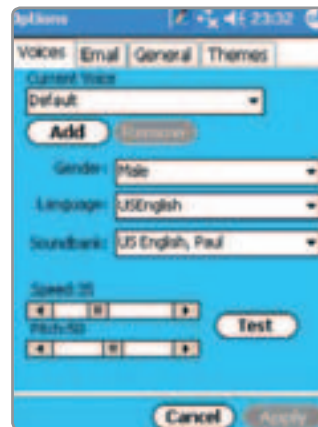 Options 23:02
Voices Email General Themes
Current Voice
Default
Add Remove
Gender: Male
Language: USEnglish
Soundbank: US English, Paul
Speed:35
Test
Pitch:50
Cancel Apply